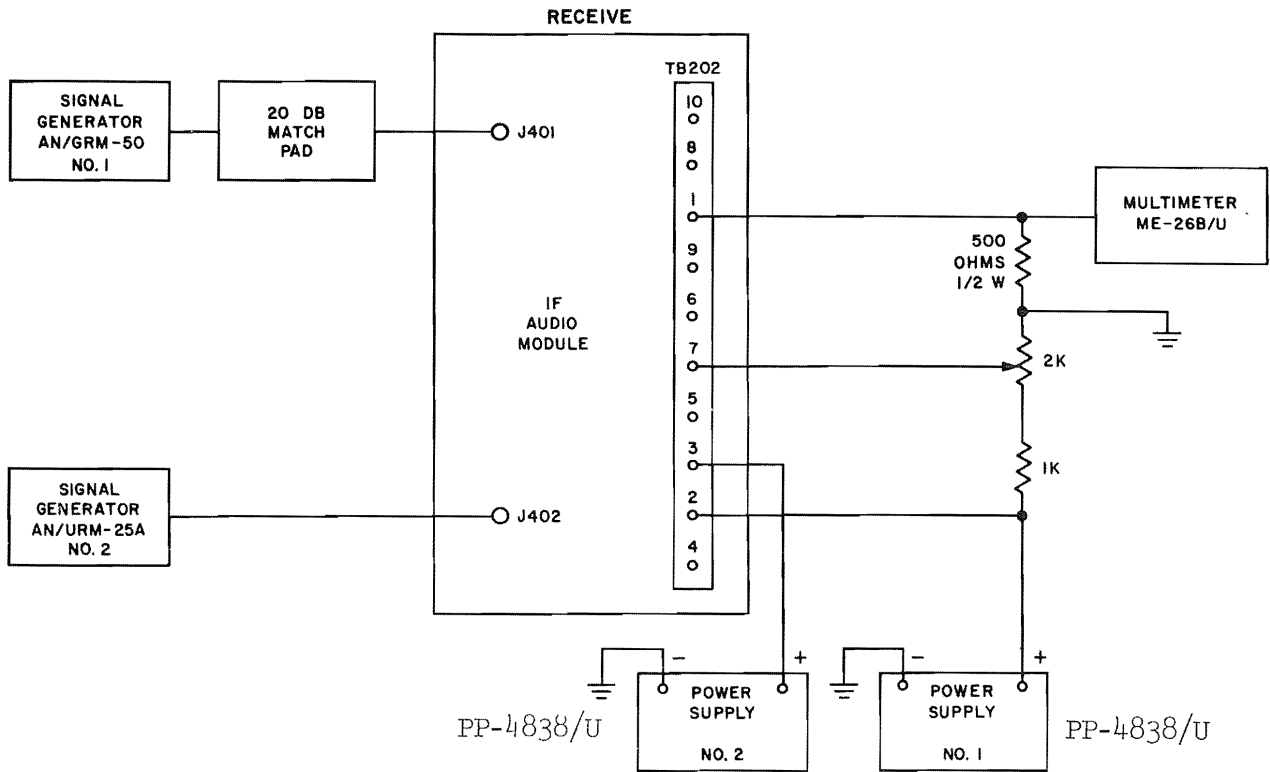 RECEIVE
TB202
SIGNAL
GENERATOR
AN/GRM-50
NO. 1
20 DB
MATCH
PAD
J401
10
8
1
9
6
7
5
3
2
4
IF
AUDIO
MODULE
SIGNAL
GENERATOR
AN/URM-25A
NO. 2
J402
MULTIMETER
ME-26B/U
500
OHMS
1/2 W
2K
1K
- +
POWER
SUPPLY
NO. 2
PP-4838/U
- +
POWER
SUPPLY
NO. 1
PP-4838/U